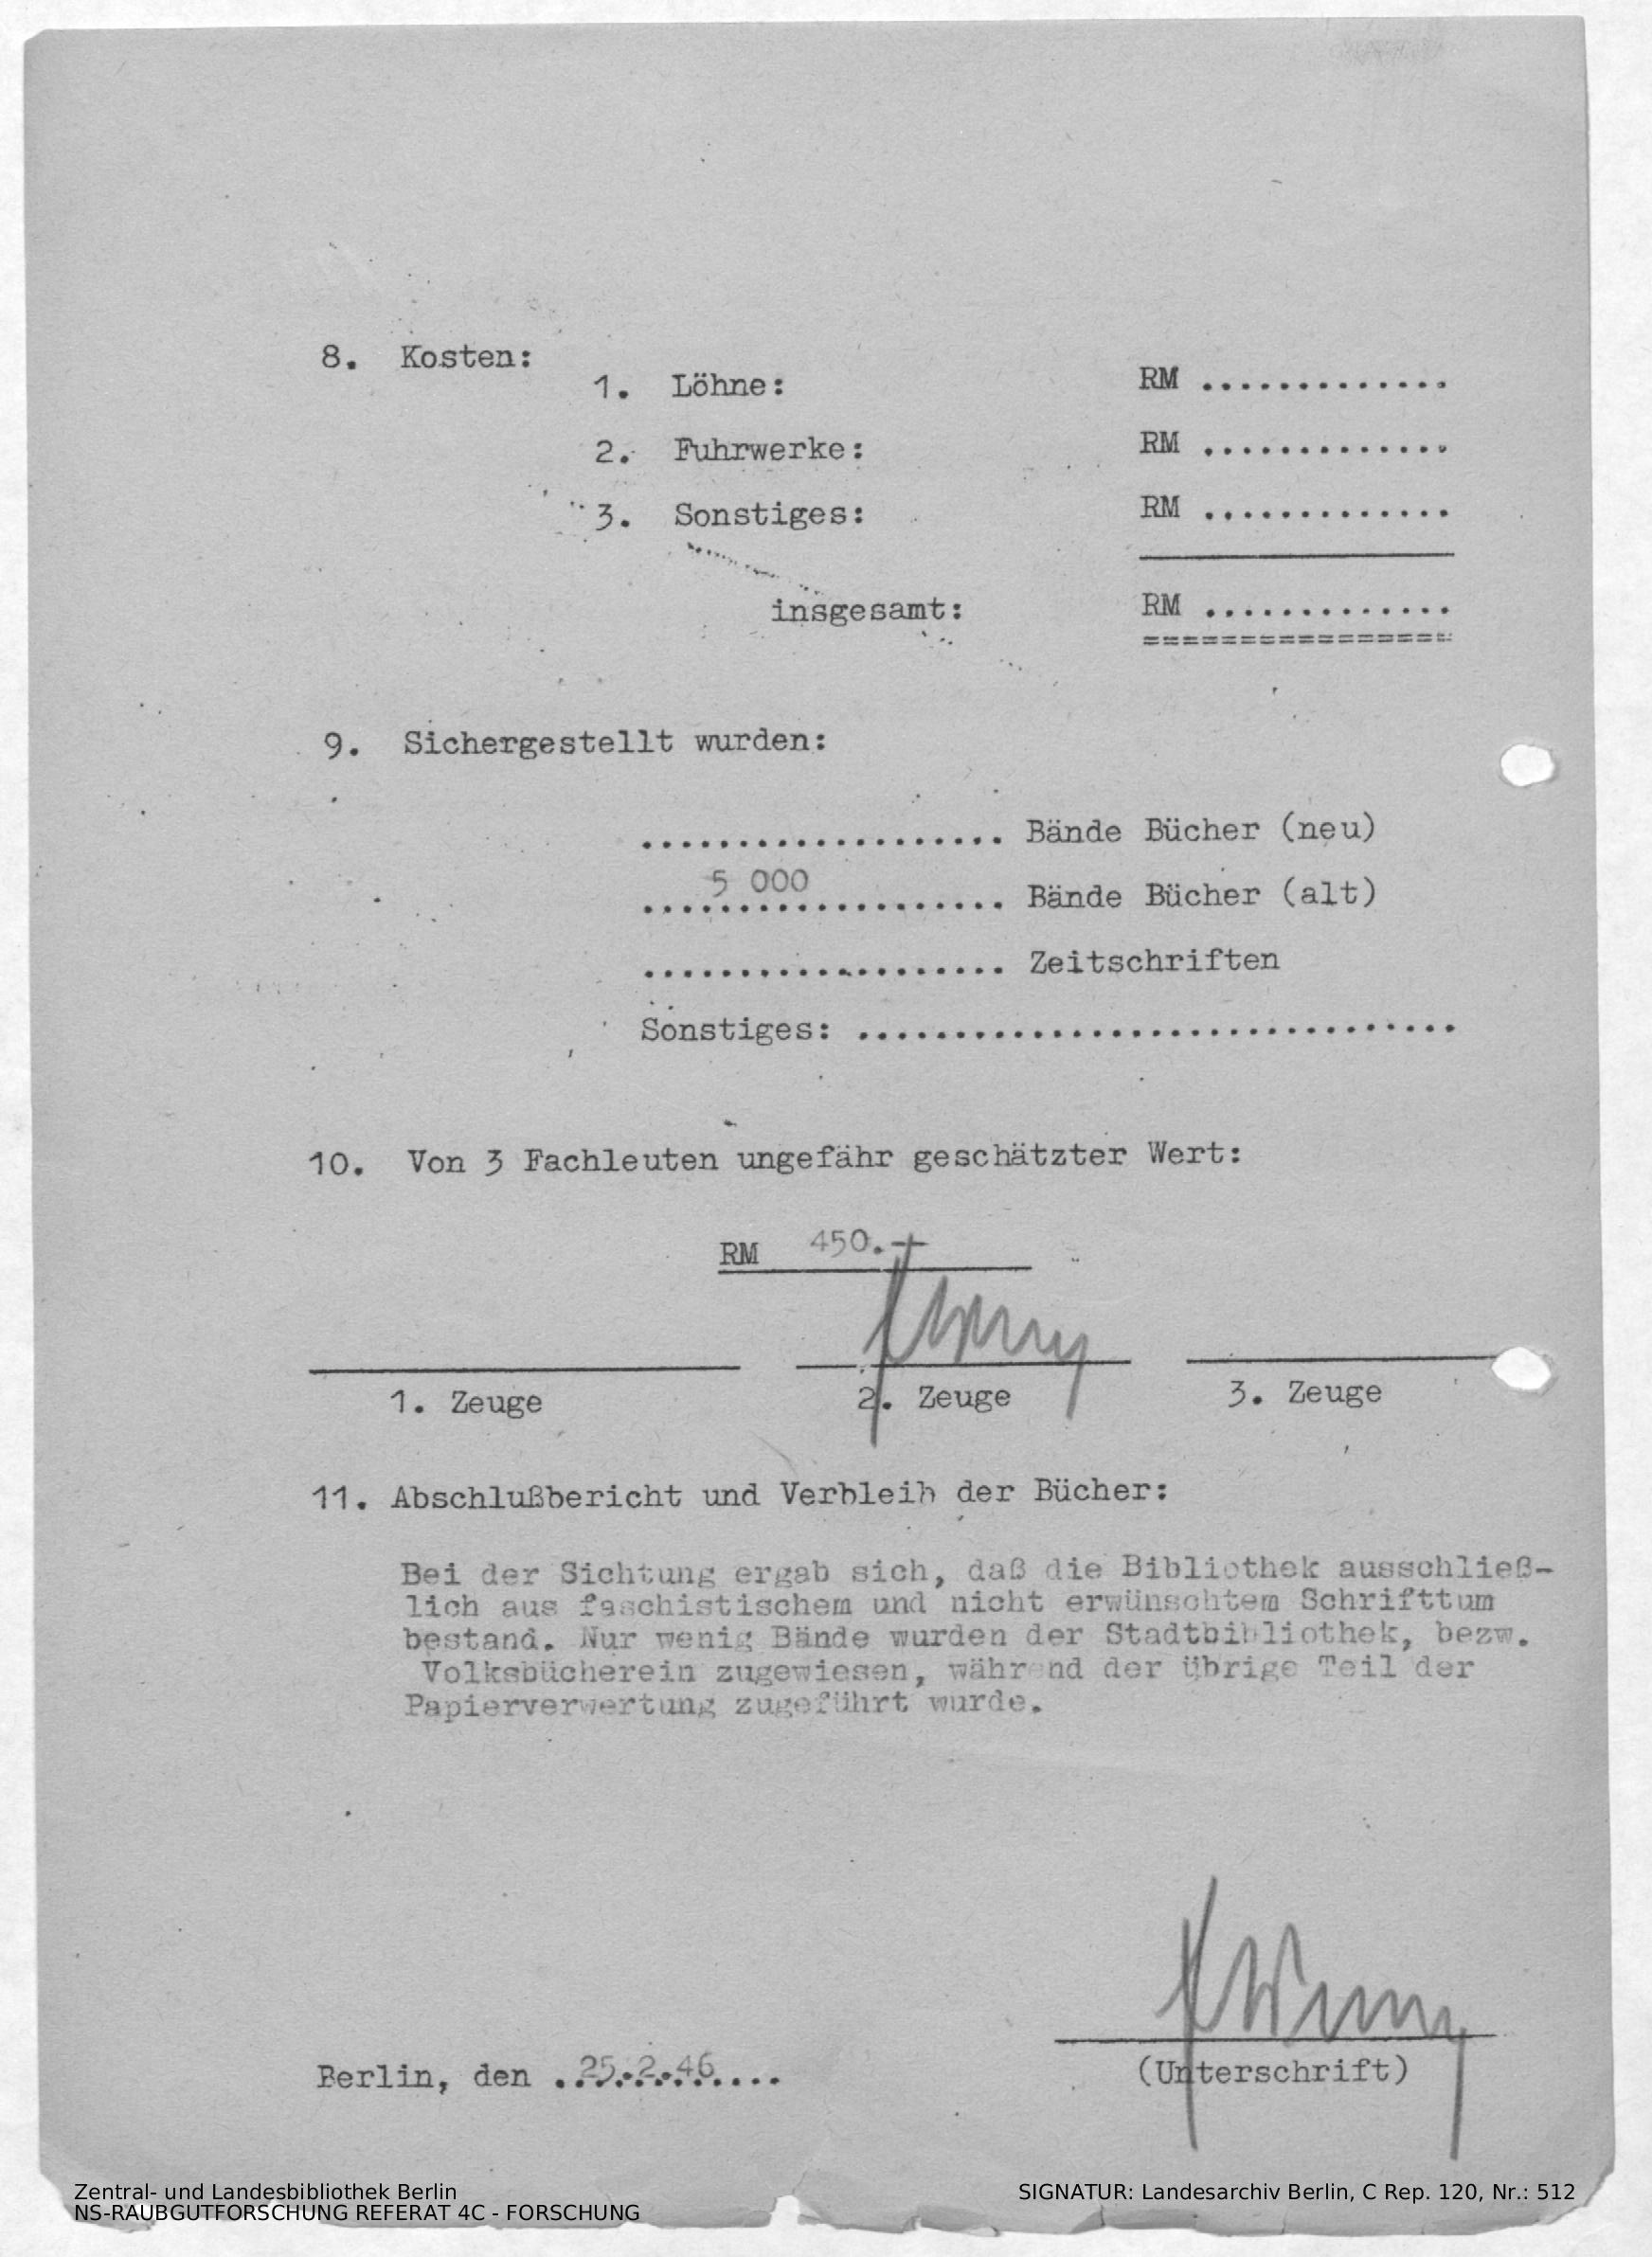 8. Kosten:
1. Löhne: RM .............
2. Fuhrwerke: RM .............
3. Sonstiges: RM .............
insgesamt: RM .............
================
9. Sichergestellt wurden:
................... Bände Bücher (neu)
5 000
................... Bände Bücher (alt)
................... Zeitschriften
Sonstiges: ...............................
10. Von 3 Fachleuten ungefähr geschätzter Wert:
RM 450.--
1. Zeuge 2. Zeuge 3. Zeuge
11. Abschlußbericht und Verbleib der Bücher:
Bei der Sichtung ergab sich, daß die Bibliothek ausschließ-
lich aus faschistischem und nicht erwünschtem Schrifttum
bestand. Nur wenig Bände wurden der Stadtbibliothek, bezw.
Volksbücherein zugewiesen, während der übrige Teil der
Papierverwertung zugeführt wurde.
Berlin, den ..25.2.46....
(Unterschrift)
Zentral- und Landesbibliothek Berlin
NS-RAUBGUTFORSCHUNG REFERAT 4C - FORSCHUNG
SIGNATUR: Landesarchiv Berlin, C Rep. 120, Nr.: 512